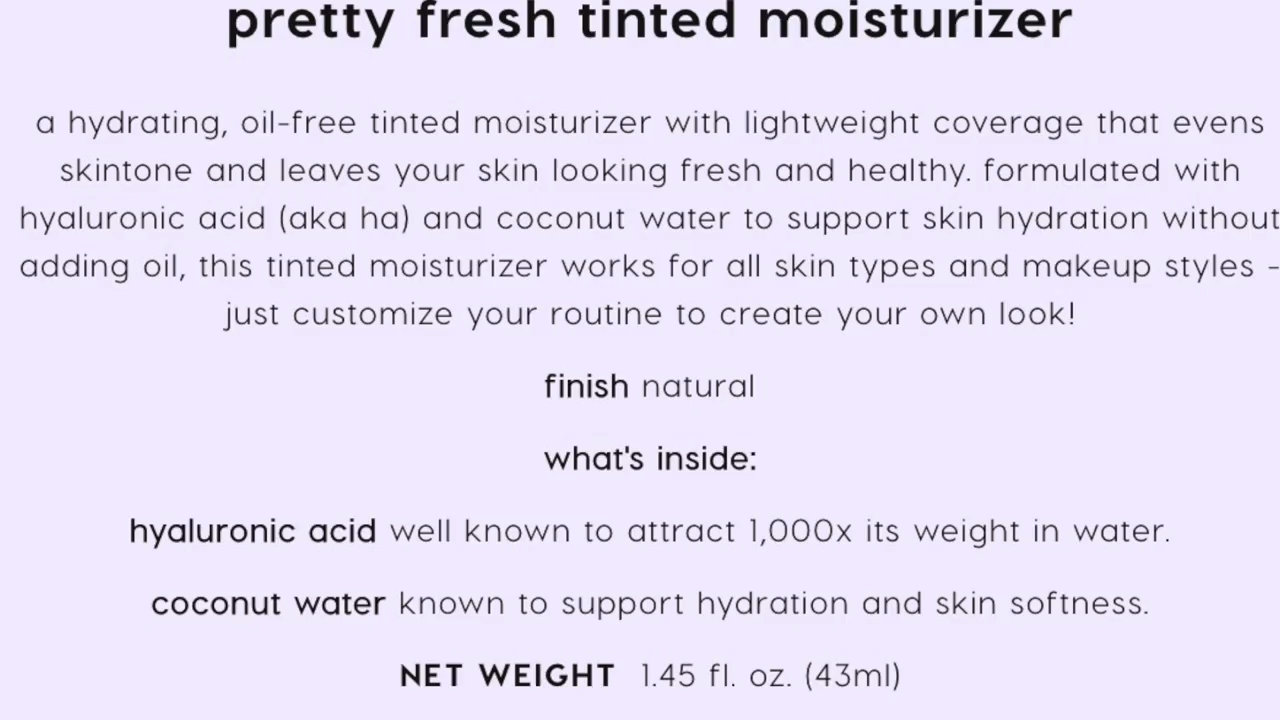 pretty fresh tinted moisturizer
a hydrating, oil-free tinted moisturizer with lightweight coverage that evens
skintone and leaves your skin looking fresh and healthy. formulated with
hyaluronic acid (aka ha) and coconut water to support skin hydration without
adding oil, this tinted moisturizer works for all skin types and makeup styles -
just customize your routine to create your own look!
finish natural
what's inside:
hyaluronic acid well known to attract 1,000x its weight in water.
coconut water known to support hydration and skin softness.
NET WEIGHT 1.45 fl. oz. (43ml)